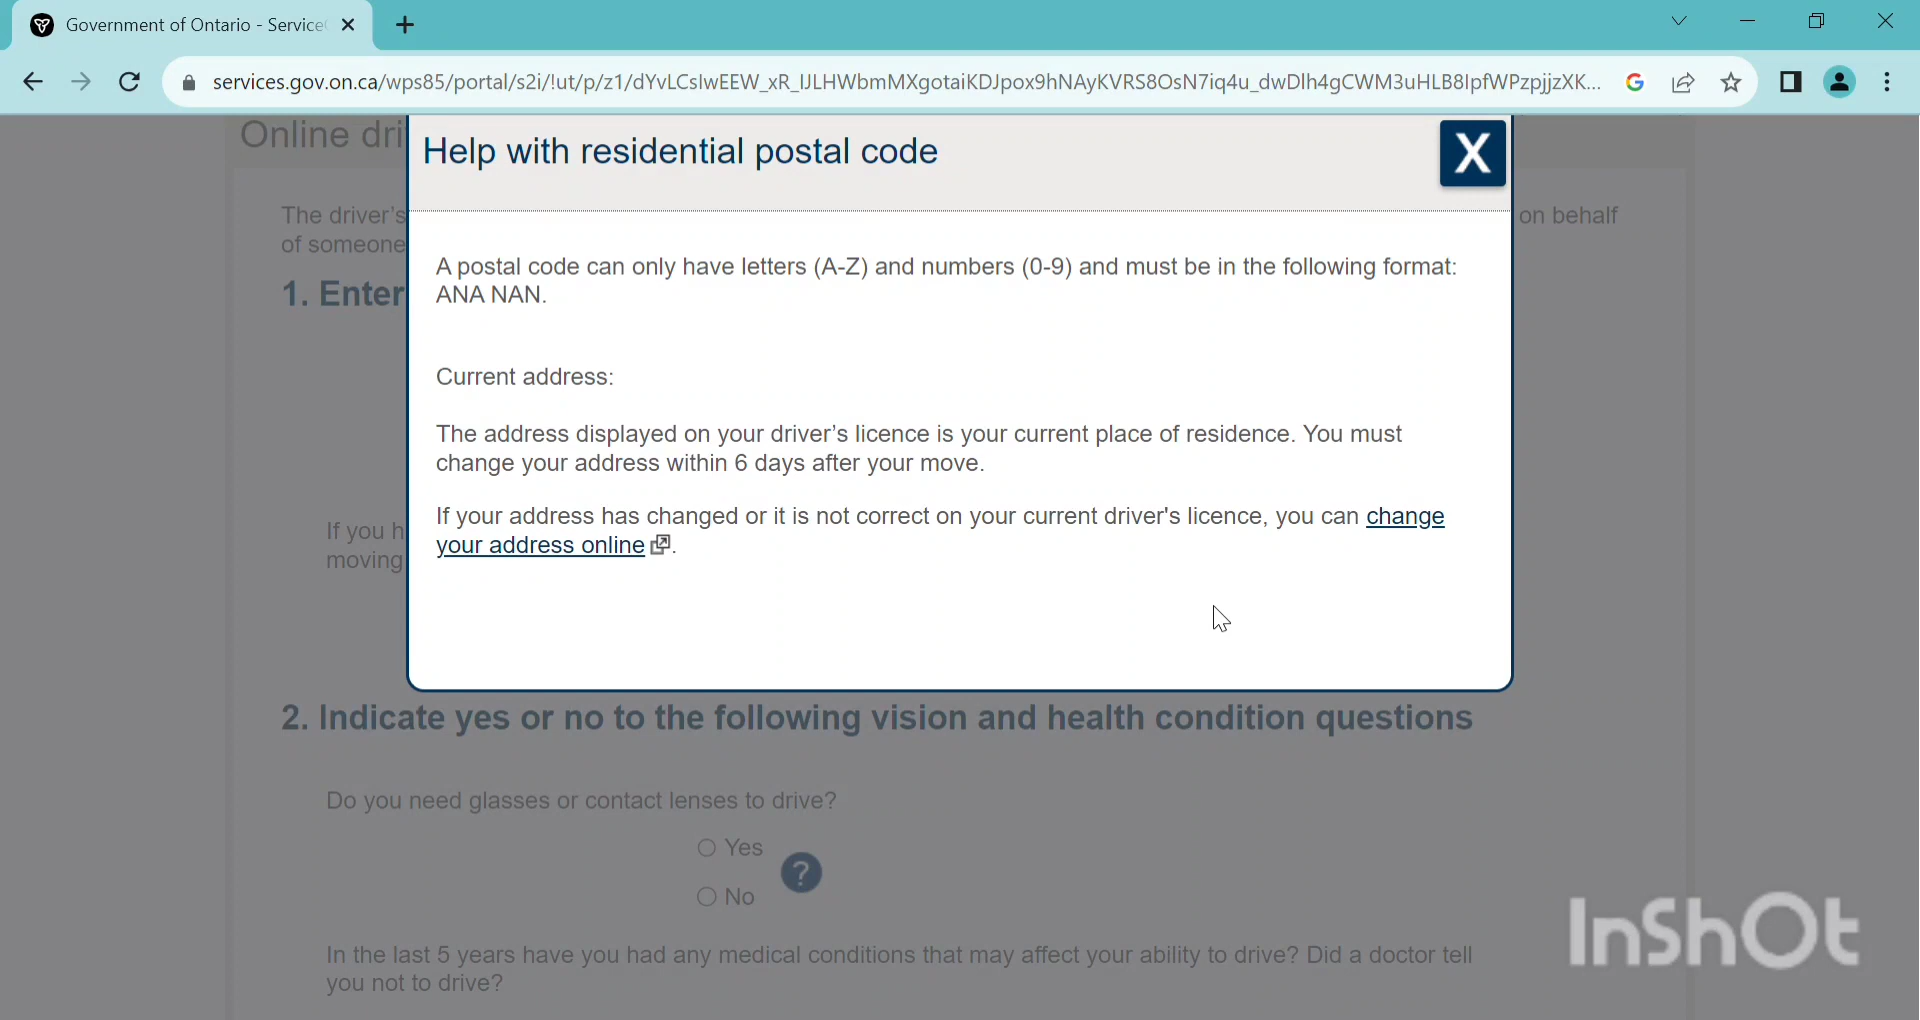 Government of Ontario - Service
services.gov.on.ca/wps85/portal/s2i/!ut/p/z1/dYvLCsIwEEW_xR_IJLHWbmMXgotaiKDJpox9hNAyKVRS8OsN7iq4u_dwDlh4gCWM3uHLB8IpfWPzpjjzXK...
Online dri
Help with residential postal code
X
The driver's
on behalf
of someone
A postal code can only have letters (A-Z) and numbers (0-9) and must be in the following format:
ANA NAN.
1. Enter
Current address:
The address displayed on your driver’s licence is your current place of residence. You must
change your address within 6 days after your move.
If your address has changed or it is not correct on your current driver's licence, you can change
your address online.
If you h
moving
2. Indicate yes or no to the following vision and health condition questions
Do you need glasses or contact lenses to drive?
Yes
?
No
In the last 5 years have you had any medical conditions that may affect your ability to drive? Did a doctor tell
you not to drive?
InShOt